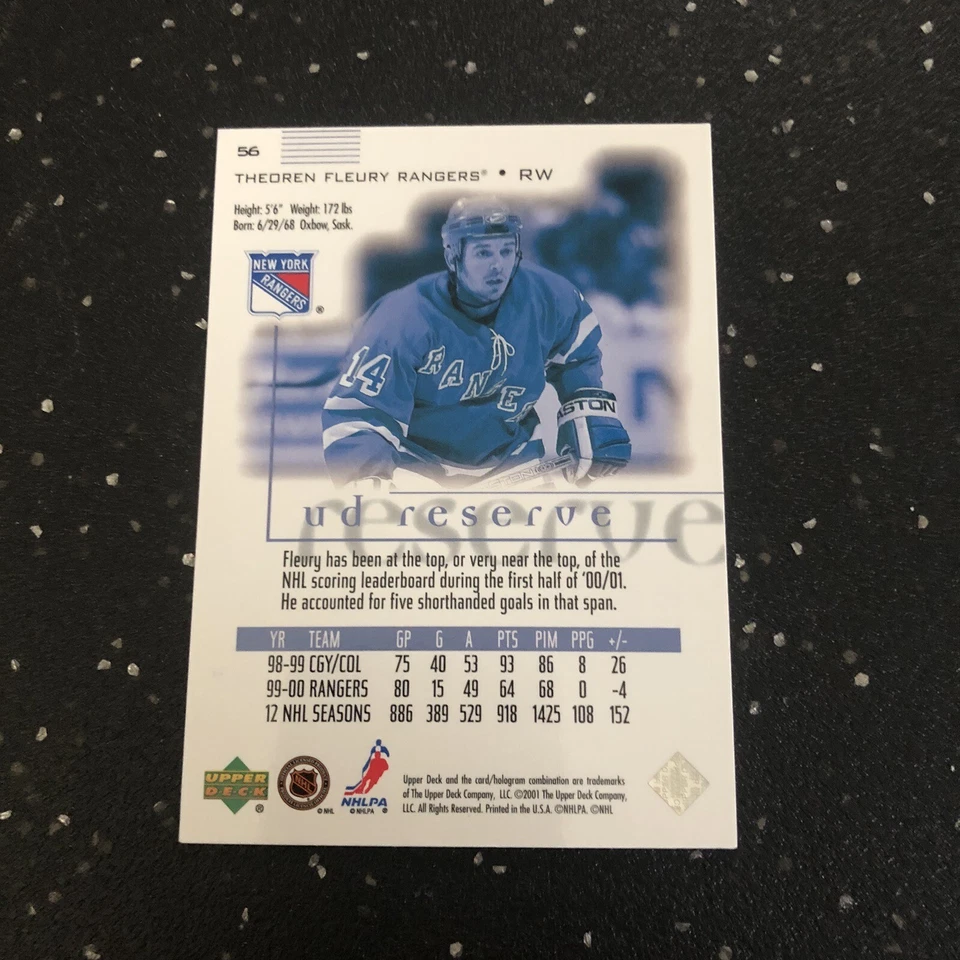 56
THEOREN FLEURY RANGERS® • RW
Height: 5'6" Weight: 172 lbs
Born: 6/29/68 Oxbow, Sask.
NEW YORK
RANGERS
®
14
RANGE
EASTON
reserve
ud reserve
Fleury has been at the top, or very near the top, of the
NHL scoring leaderboard during the first half of '00/01.
He accounted for five shorthanded goals in that span.
YR TEAM GP G A PTS PIM PPG +/-
98-99 CGY/COL 75 40 53 93 86 8 26
99-00 RANGERS 80 15 49 64 68 0 -4
12 NHL SEASONS 886 389 529 918 1425 108 152
UPPER
DECK
®
NHL
© NHL
NHLPA
© NHLPA
Upper Deck and the card/hologram combination are trademarks
of The Upper Deck Company, LLC. ©2001 The Upper Deck Company,
LLC. All Rights Reserved. Printed in the U.S.A. ©NHLPA. ©NHL